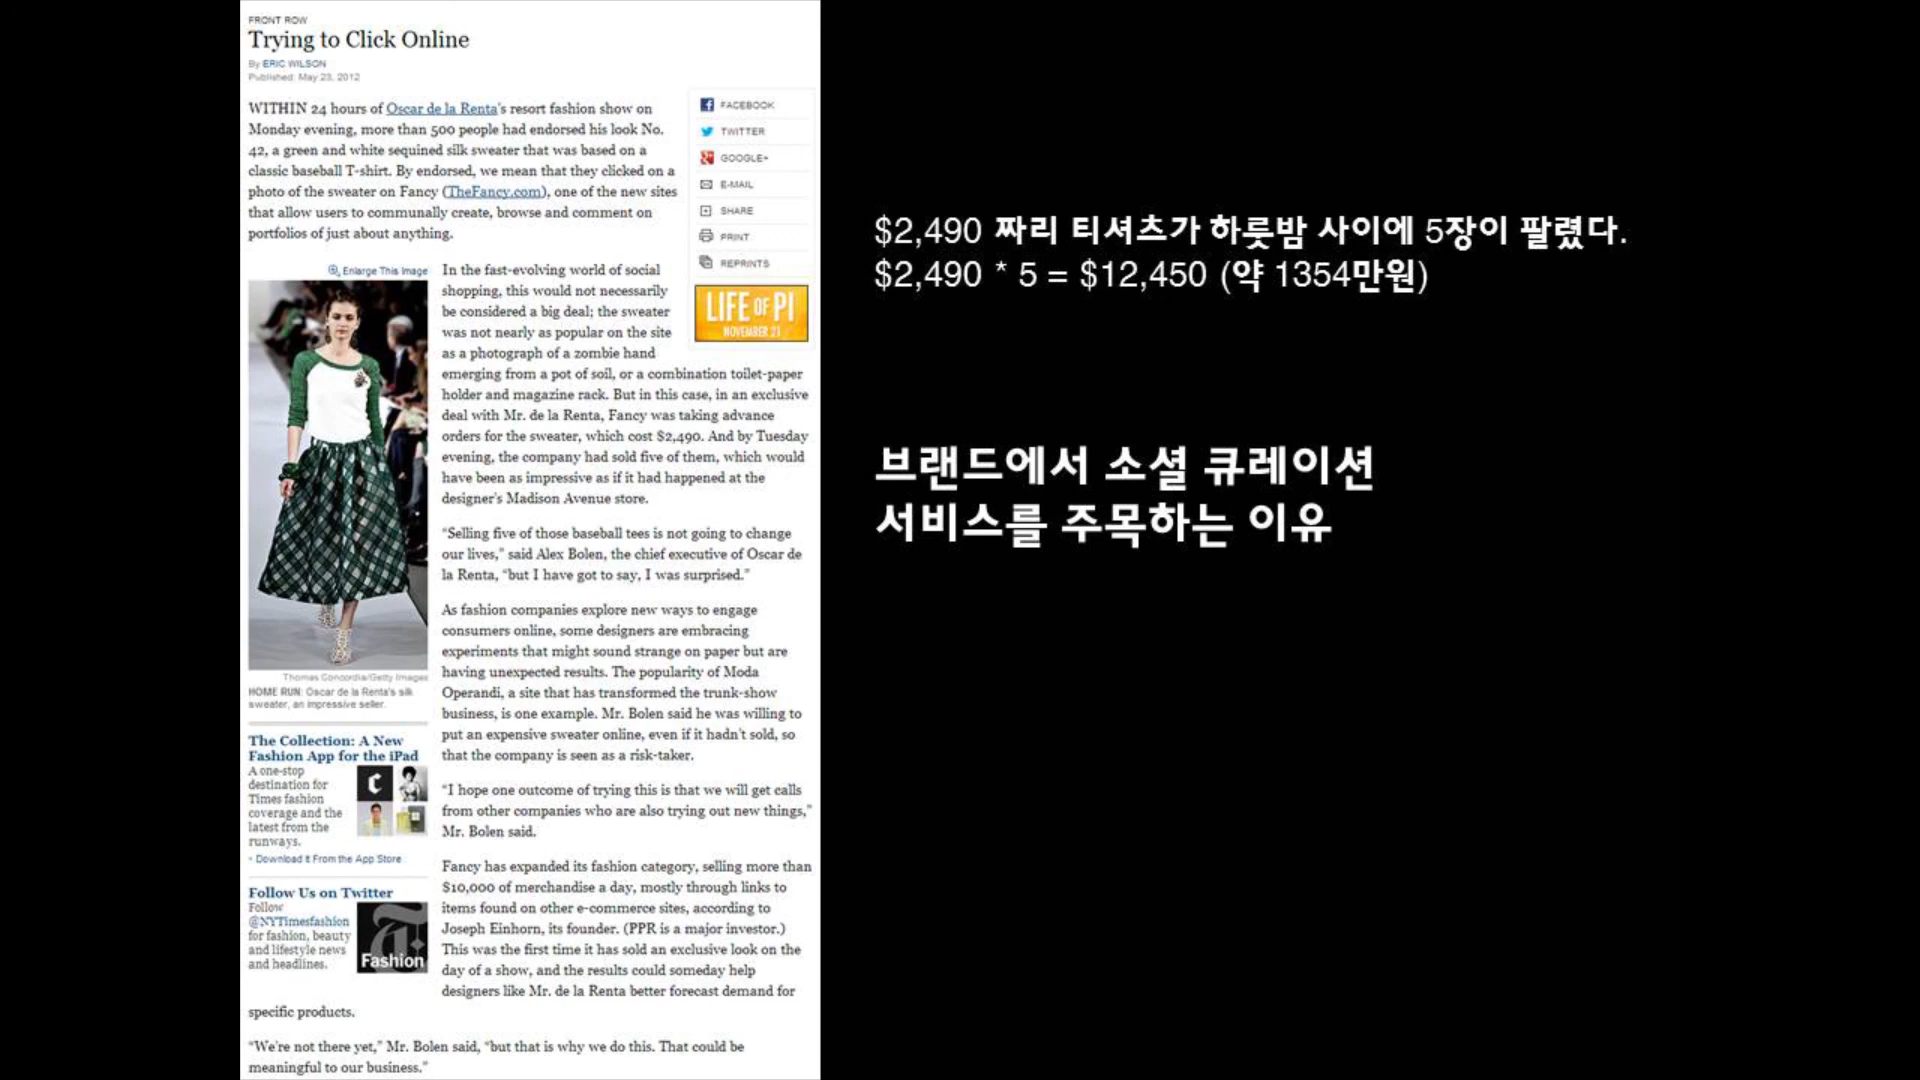 FRONT ROW
Trying to Click Online
By ERIC WILSON
Published: May 23, 2012
WITHIN 24 hours of Oscar de la Renta's resort fashion show on
Monday evening, more than 500 people had endorsed his look No.
42, a green and white sequined silk sweater that was based on a
classic baseball T-shirt. By endorsed, we mean that they clicked on a
photo of the sweater on Fancy (TheFancy.com), one of the new sites
that allow users to communally create, browse and comment on
portfolios of just about anything.
FACEBOOK
TWITTER
GOOGLE+
E-MAIL
SHARE
PRINT
REPRINTS
LIFE OF PI
NOVEMBER 21
Enlarge This Image
Thomas Concordia/Getty Images
HOME RUN: Oscar de la Renta's silk
sweater, an impressive seller.
The Collection: A New
Fashion App for the iPad
A one-stop
destination for
Times fashion
coverage and the
latest from the
runways.
Download It From the App Store
Follow Us on Twitter
Follow
@NYTimesfashion
for fashion, beauty
and lifestyle news
and headlines.
Fashion
In the fast-evolving world of social
shopping, this would not necessarily
be considered a big deal; the sweater
was not nearly as popular on the site
as a photograph of a zombie hand
emerging from a pot of soil, or a combination toilet-paper
holder and magazine rack. But in this case, in an exclusive
deal with Mr. de la Renta, Fancy was taking advance
orders for the sweater, which cost $2,490. And by Tuesday
evening, the company had sold five of them, which would
have been as impressive as if it had happened at the
designer's Madison Avenue store.
“Selling five of those baseball tees is not going to change
our lives,” said Alex Bolen, the chief executive of Oscar de
la Renta, “but I have got to say, I was surprised.”
As fashion companies explore new ways to engage
consumers online, some designers are embracing
experiments that might sound strange on paper but are
having unexpected results. The popularity of Moda
Operandi, a site that has transformed the trunk-show
business, is one example. Mr. Bolen said he was willing to
put an expensive sweater online, even if it hadn't sold, so
that the company is seen as a risk-taker.
“I hope one outcome of trying this is that we will get calls
from other companies who are also trying out new things,”
Mr. Bolen said.
Fancy has expanded its fashion category, selling more than
$10,000 of merchandise a day, mostly through links to
items found on other e-commerce sites, according to
Joseph Einhorn, its founder. (PPR is a major investor.)
This was the first time it has sold an exclusive look on the
day of a show, and the results could someday help
designers like Mr. de la Renta better forecast demand for
specific products.
“We're not there yet,” Mr. Bolen said, “but that is why we do this. That could be
meaningful to our business.”
$2,490 짜리 티셔츠가 하룻밤 사이에 5장이 팔렸다.
$2,490 * 5 = $12,450 (약 1354만원)
브랜드에서 소셜 큐레이션
서비스를 주목하는 이유